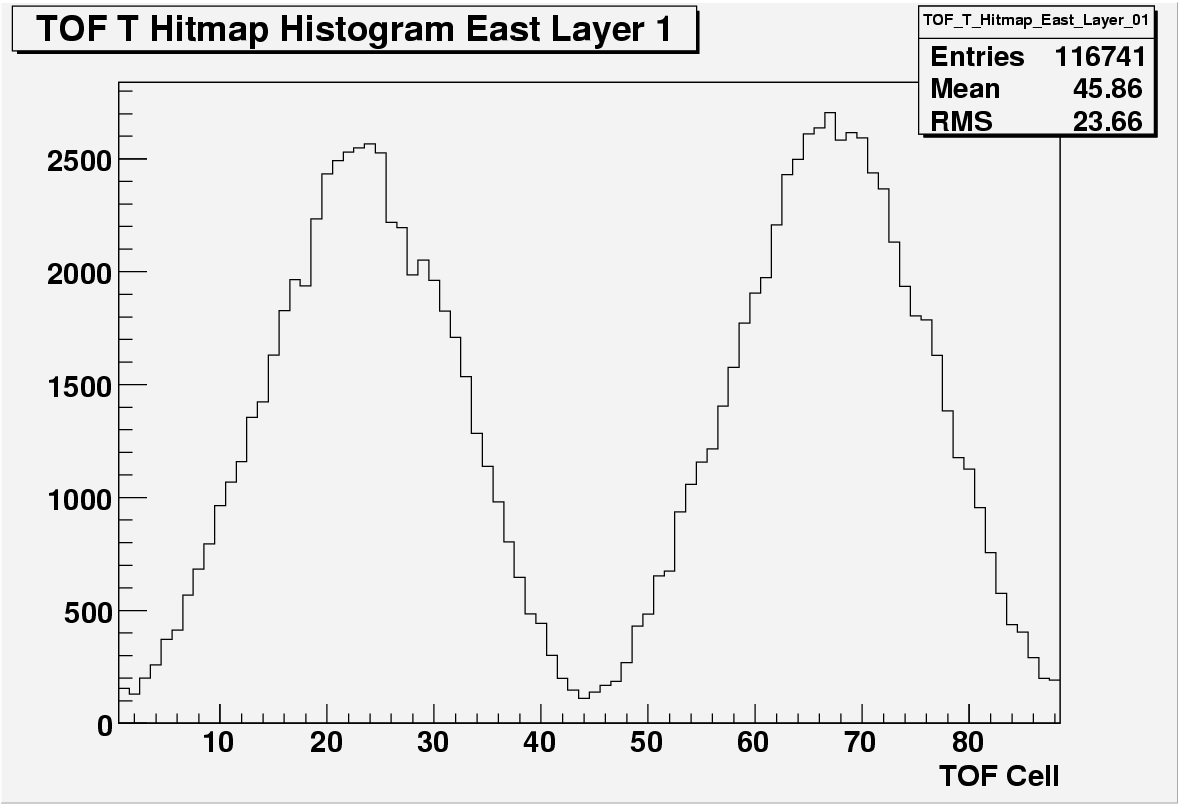 TOF T Hitmap Histogram East Layer 1
TOF_T_Hitmap_East_Layer_01
Entries 116741
Mean 45.86
RMS 23.66
2500
2000
1500
1000
500
0
10 20 30 40 50 60 70 80
TOF Cell